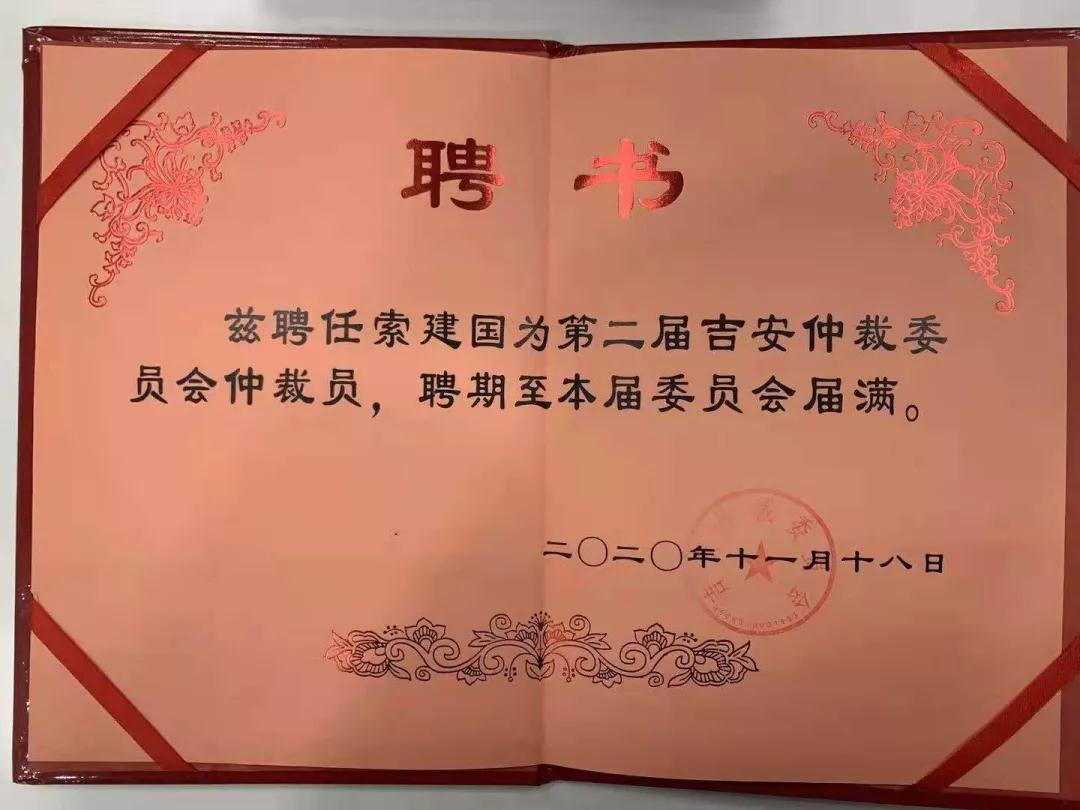 聘书
兹聘任索建国为第二届吉安仲裁委
员会仲裁员，聘期至本届委员会届满。
二〇二〇年十一月十八日